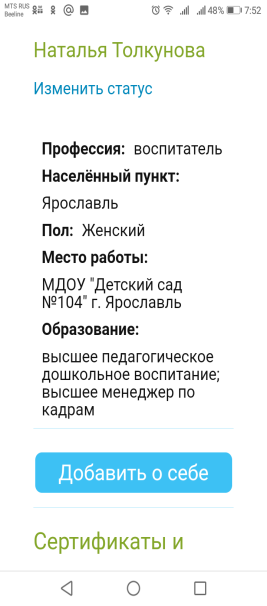 MTS RUS
Beeline
48% 7:52
Наталья Толкунова
Изменить статус
Профессия: воспитатель
Населённый пункт:
Ярославль
Пол: Женский
Место работы:
МДОУ "Детский сад
№104" г. Ярославль
Образование:
высшее педагогическое
дошкольное воспитание;
высшее менеджер по
кадрам
Добавить о себе
Сертификаты и